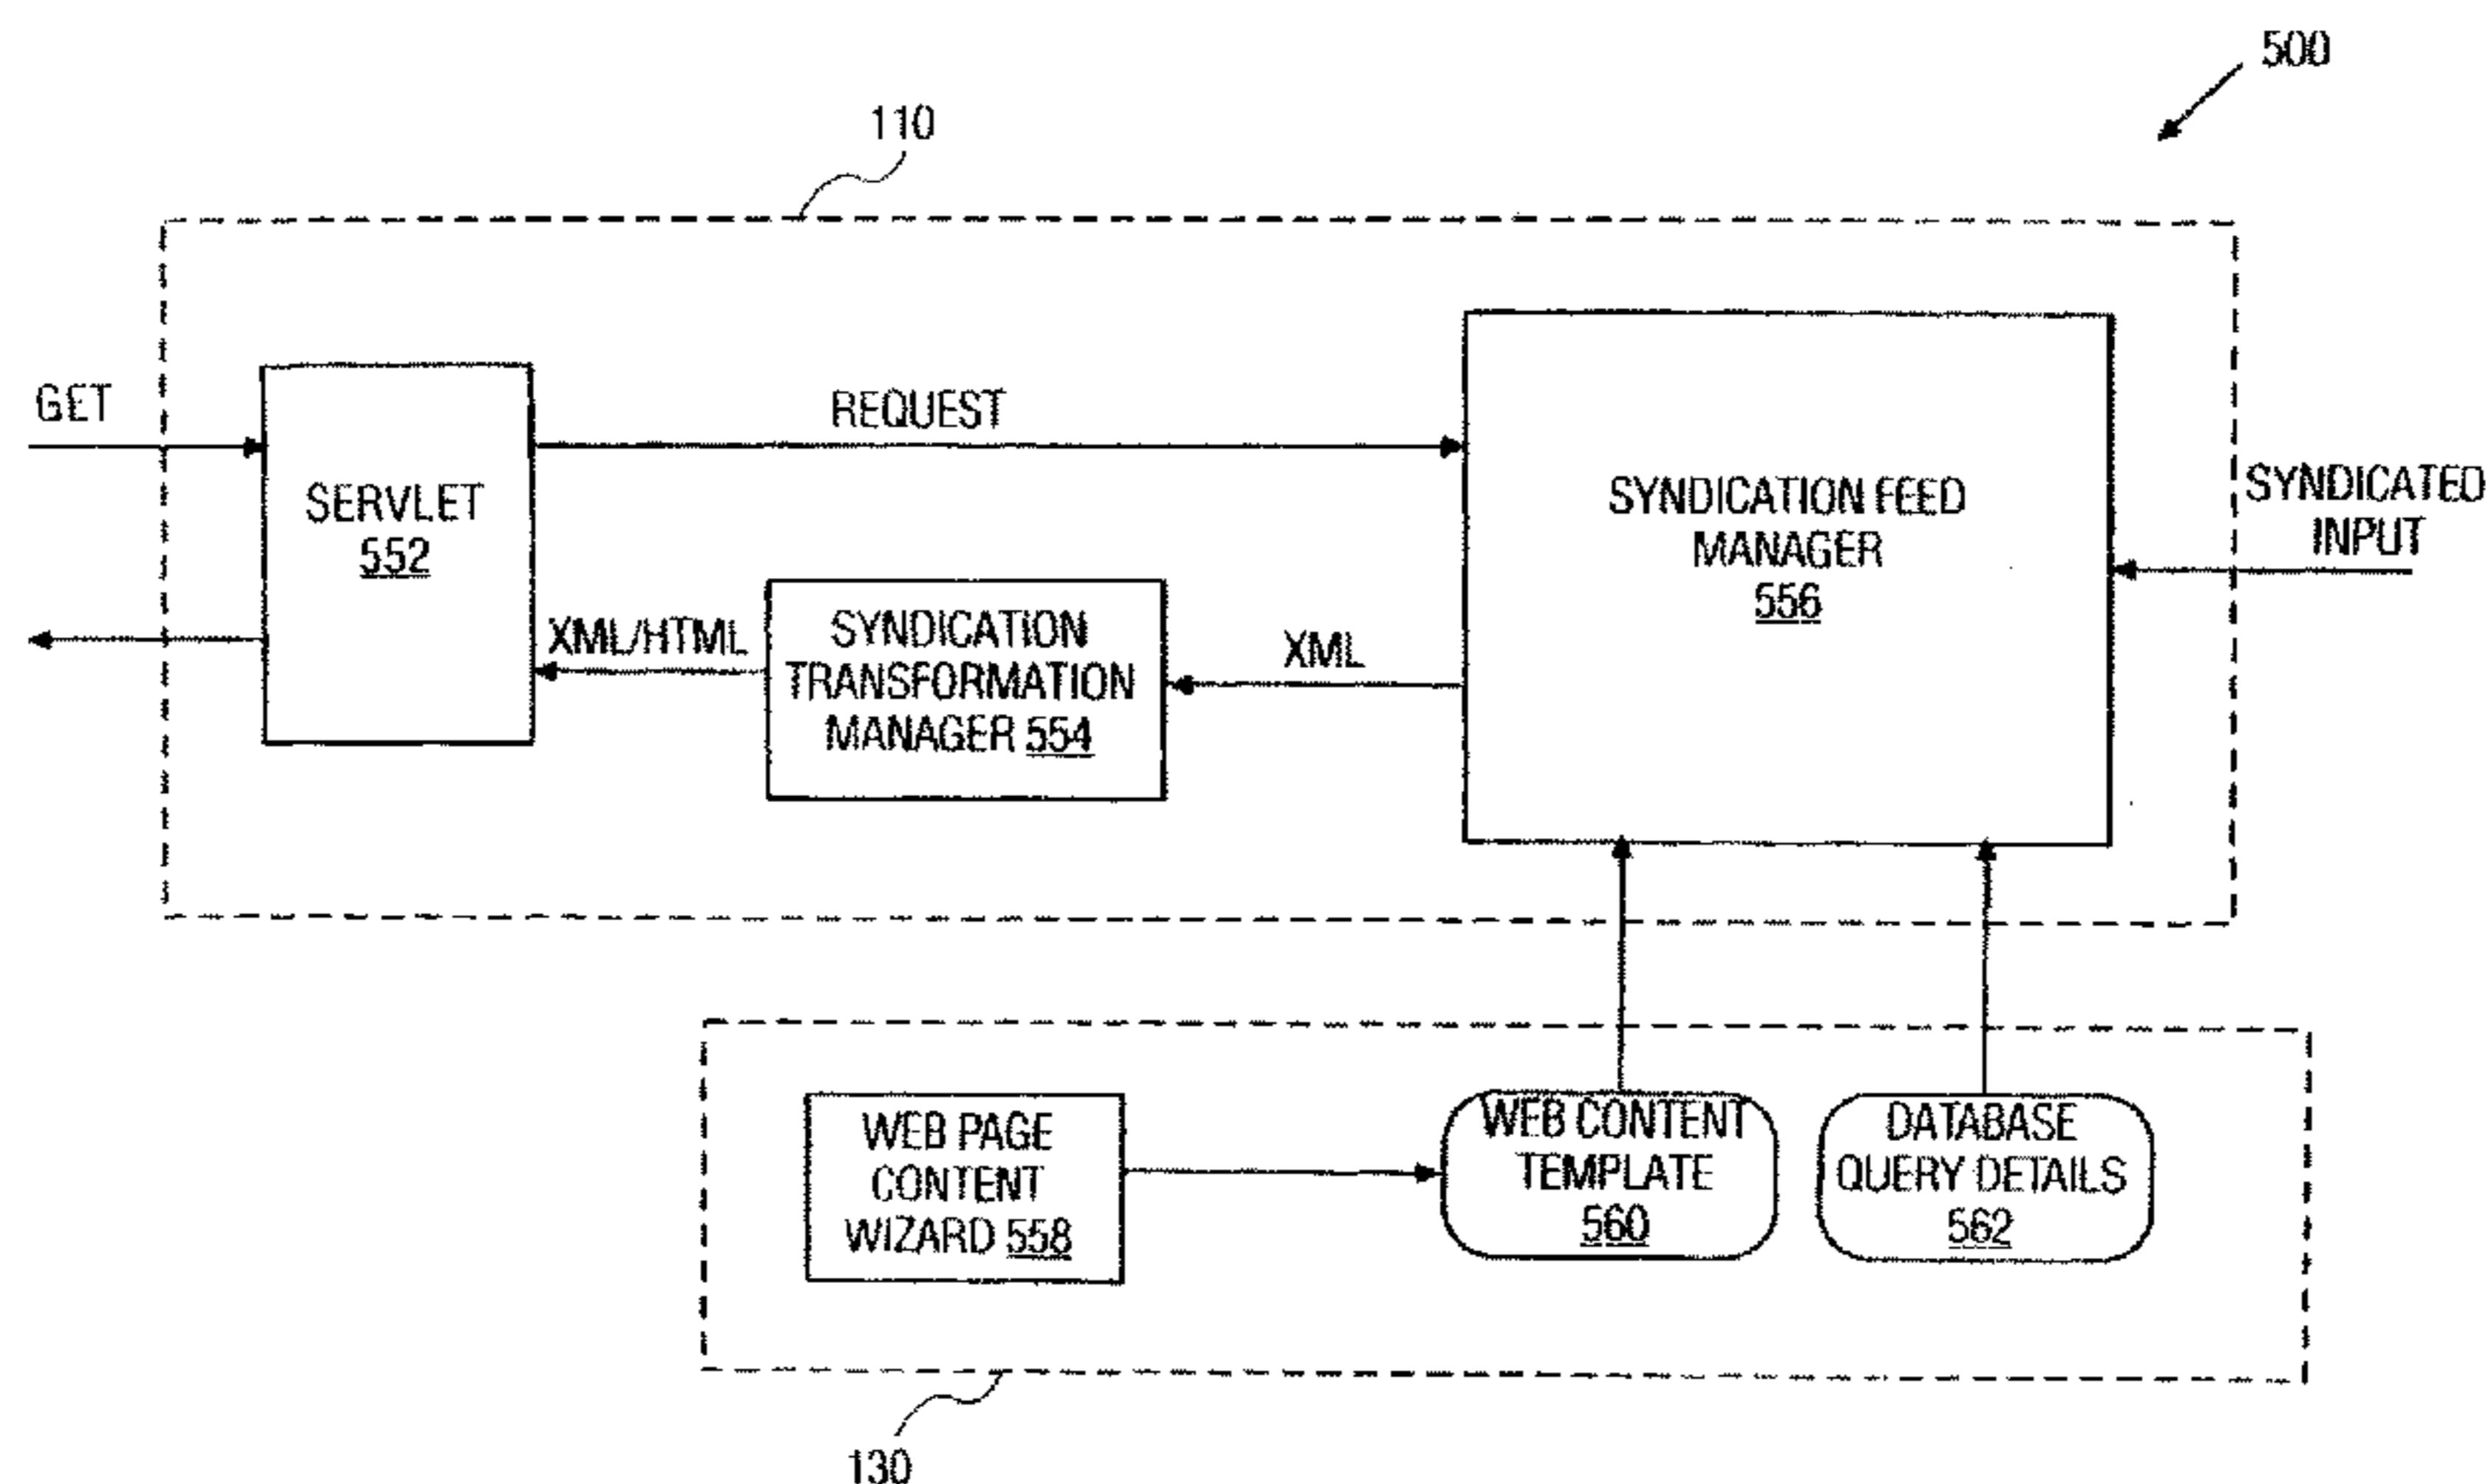 500
110
GET
REQUEST
SERVLET
552
SYNDICATION FEED
MANAGER
556
SYNDICATED
INPUT
XML/HTML
SYNDICATION
TRANSFORMATION
MANAGER 554
XML
WEB PAGE
CONTENT
WIZARD 558
WEB CONTENT
TEMPLATE
560
DATABASE
QUERY DETAILS
562
130